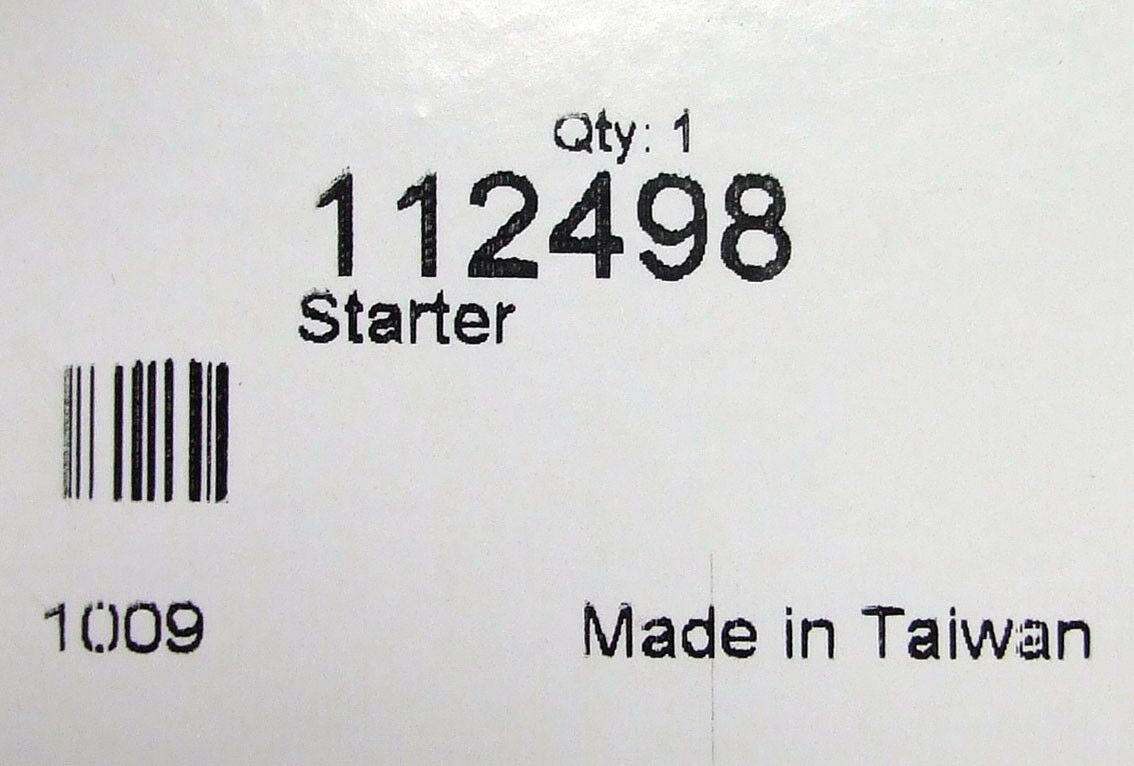 Qty: 1
112498
Starter
1009
Made in Taiwan